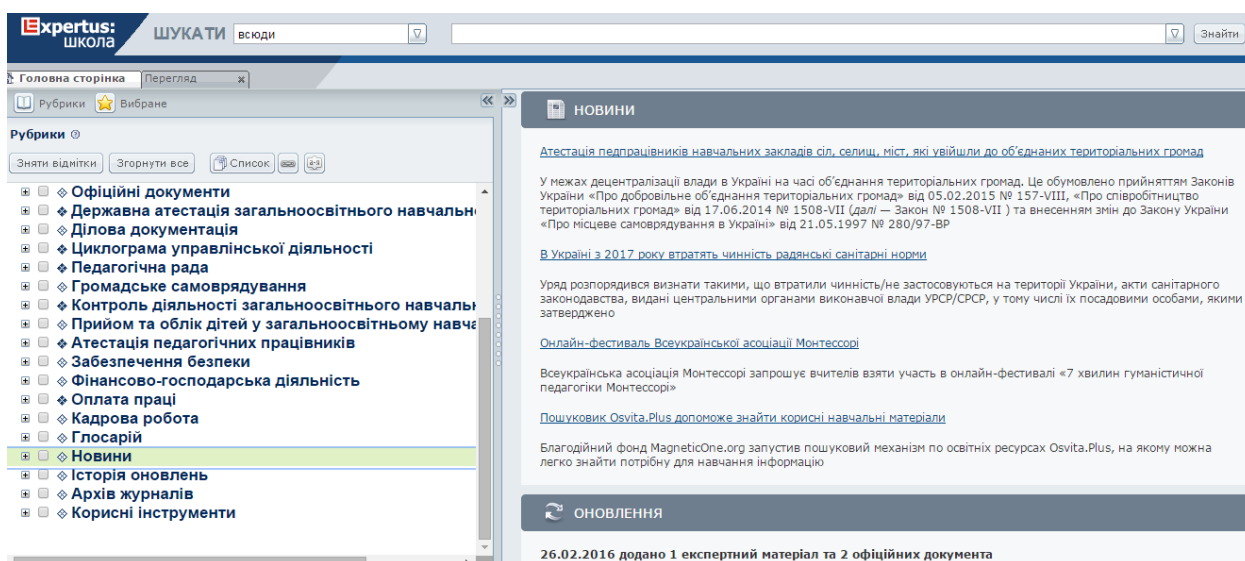 Expertus:
школа
ШУКАТИ всюди
Знайти
Головна сторінка Перегляд x
Рубрики Вибране
Рубрики
Зняти відмітки Згорнути все Список
Офіційні документи
Державна атестація загальноосвітнього навчальн
Ділова документація
Циклограма управлінської діяльності
Педагогічна рада
Громадське самоврядування
Контроль діяльності загальноосвітнього навчальн
Прийом та облік дітей у загальноосвітньому навча
Атестація педагогічних працівників
Забезпечення безпеки
Фінансово-господарська діяльність
Оплата праці
Кадрова робота
Глосарій
Новини
Історія оновлень
Архів журналів
Корисні інструменти
НОВИНИ
Атестація педпрацівників навчальних закладів сіл, селищ, міст, які увійшли до об’єднаних територіальних громад
У межах децентралізації влади в Україні на часі об’єднання територіальних громад. Це обумовлено прийняттям Законів
України «Про добровільне об’єднання територіальних громад» від 05.02.2015 № 157-VIII, «Про співробітництво
територіальних громад» від 17.06.2014 № 1508-VII (далі — Закон № 1508-VII ) та внесенням змін до Закону України
«Про місцеве самоврядування в Україні» від 21.05.1997 № 280/97-ВР
В Україні з 2017 року втратять чинність радянські санітарні норми
Уряд розпорядився визнати такими, що втратили чинність/не застосовуються на території України, акти санітарного
законодавства, видані центральними органами виконавчої влади УРСР/СРСР, у тому числі їх посадовими особами, якими
затверджено
Онлайн-фестиваль Всеукраїнської асоціації Монтессорі
Всеукраїнська асоціація Монтессорі запрошує вчителів взяти участь в онлайн-фестивалі «7 хвилин гуманістичної
педагогіки Монтессорі»
Пошуковик Osvita.Plus допоможе знайти корисні навчальні матеріали
Благодійний фонд MagneticOne.org запустив пошуковий механізм по освітніх ресурсах Osvita.Plus, на якому можна
легко знайти потрібну для навчання інформацію
ОНОВЛЕННЯ
26.02.2016 додано 1 експертний матеріал та 2 офіційних документа